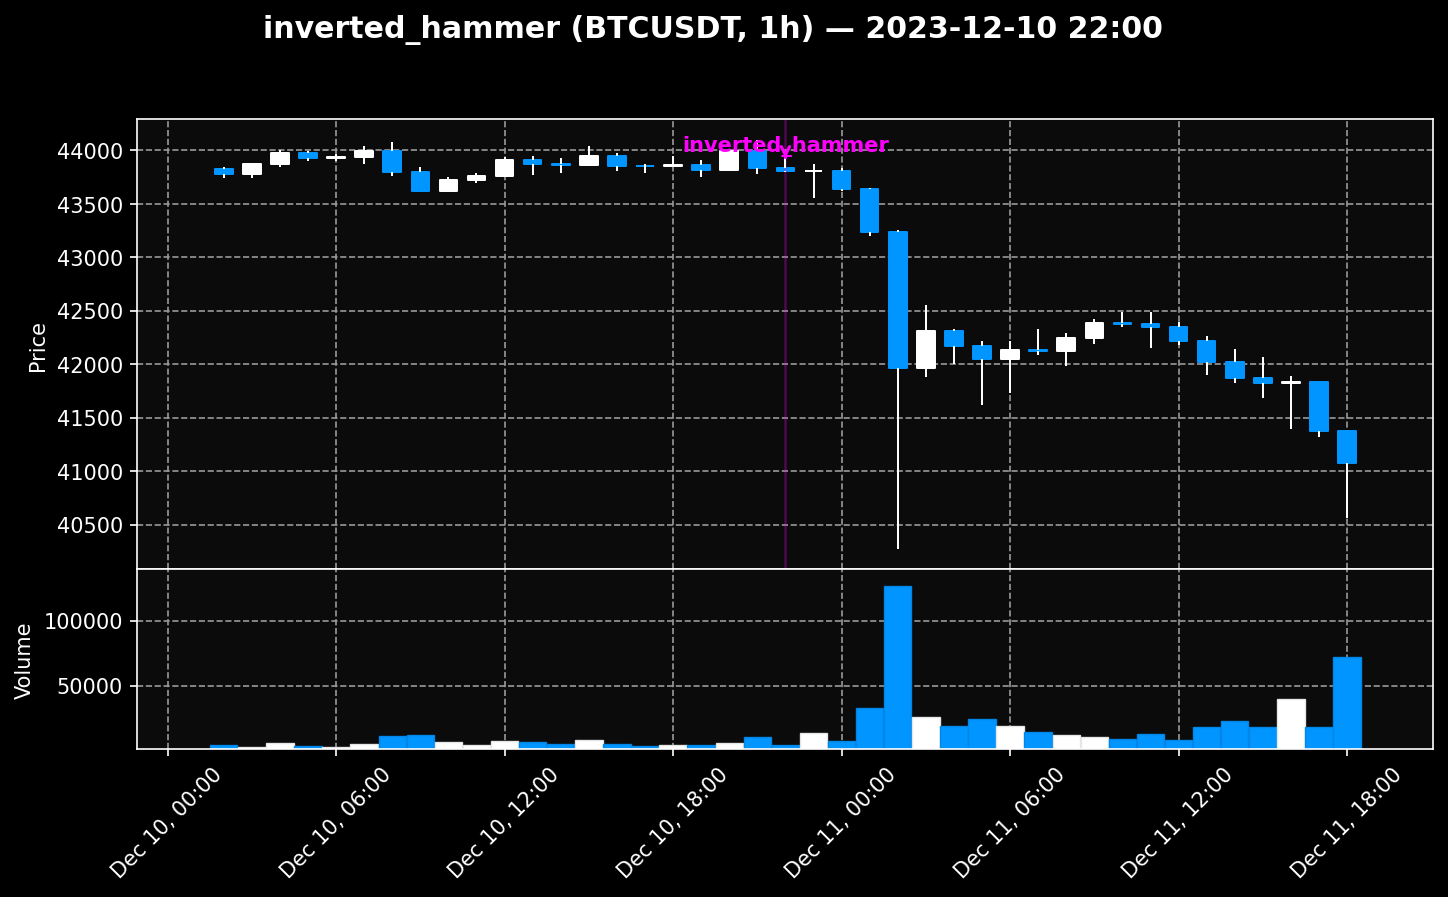 inverted_hammer (BTCUSDT, 1h) — 2023-12-10 22:00
inverted_hammer
44000
43500
43000
42500
42000
41500
41000
40500
Price
100000
50000
Volume
Dec 10, 00:00
Dec 10, 06:00
Dec 10, 12:00
Dec 10, 18:00
Dec 11, 00:00
Dec 11, 06:00
Dec 11, 12:00
Dec 11, 18:00